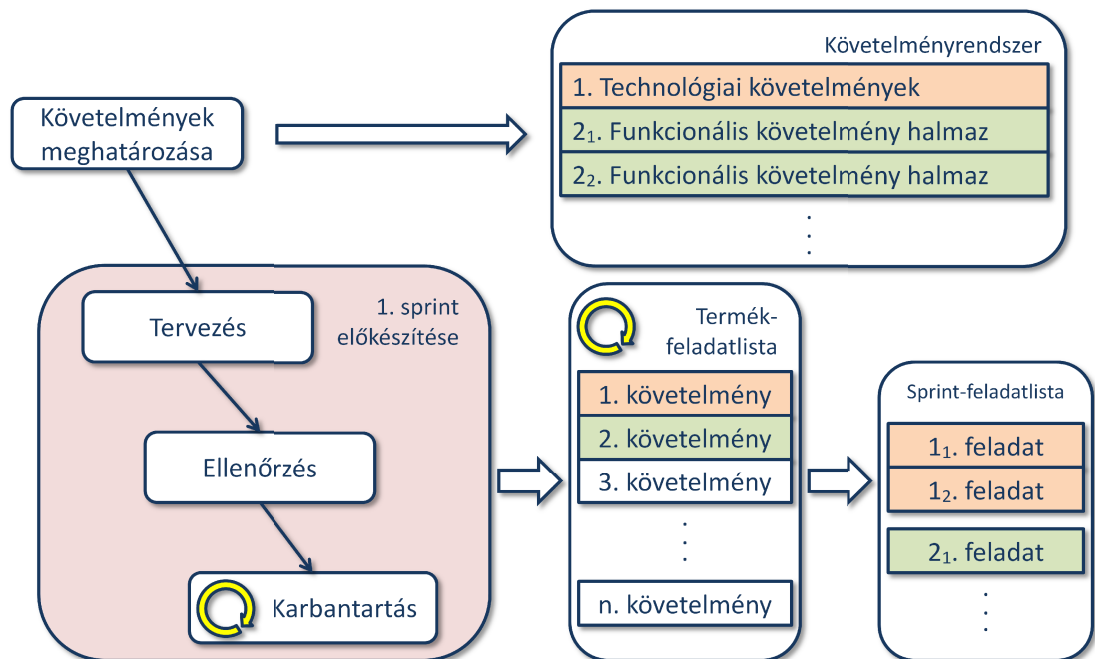 Követelmények
meghatározása
Követelményrendszer
1. Technológiai követelmények
2₁. Funkcionális követelmény halmaz
2₂. Funkcionális követelmény halmaz
1. sprint
előkészítése
Tervezés
Ellenőrzés
Karbantartás
Termék-
feladatlista
1. követelmény
2. követelmény
3. követelmény
n. követelmény
Sprint-feladatlista
1₁. feladat
1₂. feladat
2₁. feladat